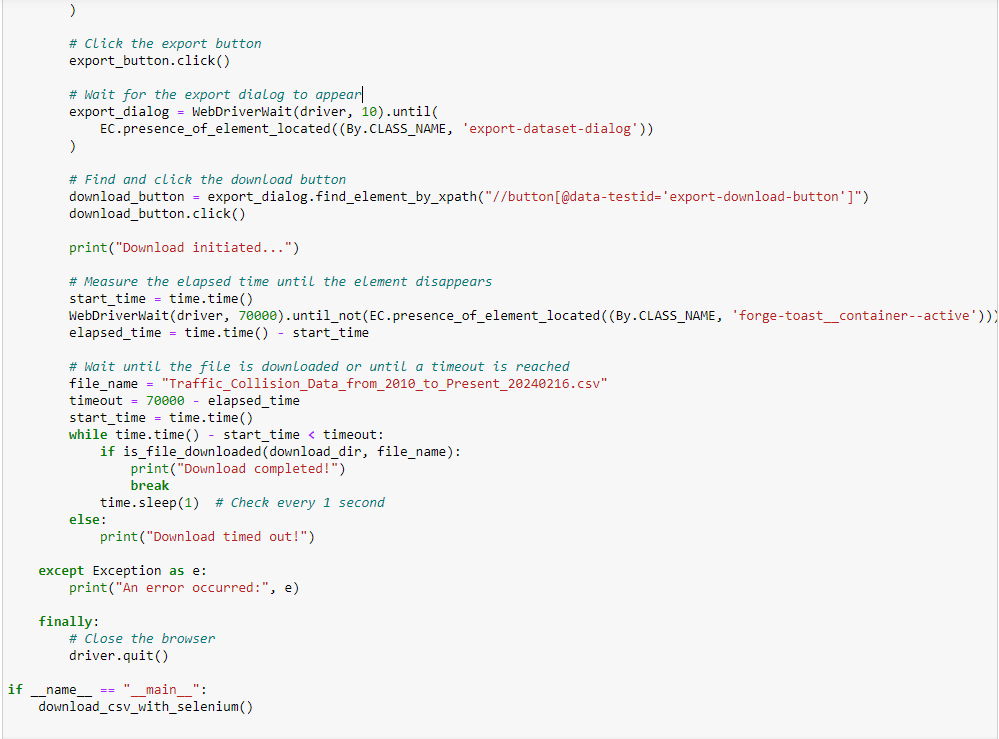 )
# Click the export button
export_button.click()
# Wait for the export dialog to appear
export_dialog = WebDriverWait(driver, 10).until(
EC.presence_of_element_located((By.CLASS_NAME, 'export-dataset-dialog'))
)
# Find and click the download button
download_button = export_dialog.find_element_by_xpath("//button[@data-testid='export-download-button']")
download_button.click()
print("Download initiated...")
# Measure the elapsed time until the element disappears
start_time = time.time()
WebDriverWait(driver, 70000).until_not(EC.presence_of_element_located((By.CLASS_NAME, 'forge-toast__container--active')))
elapsed_time = time.time() - start_time
# Wait until the file is downloaded or until a timeout is reached
file_name = "Traffic_Collision_Data_from_2010_to_Present_20240216.csv"
timeout = 70000 - elapsed_time
start_time = time.time()
while time.time() - start_time < timeout:
if is_file_downloaded(download_dir, file_name):
print("Download completed!")
break
time.sleep(1)  # Check every 1 second
else:
print("Download timed out!")
except Exception as e:
print("An error occurred:", e)
finally:
# Close the browser
driver.quit()
if __name__ == "__main__":
download_csv_with_selenium()